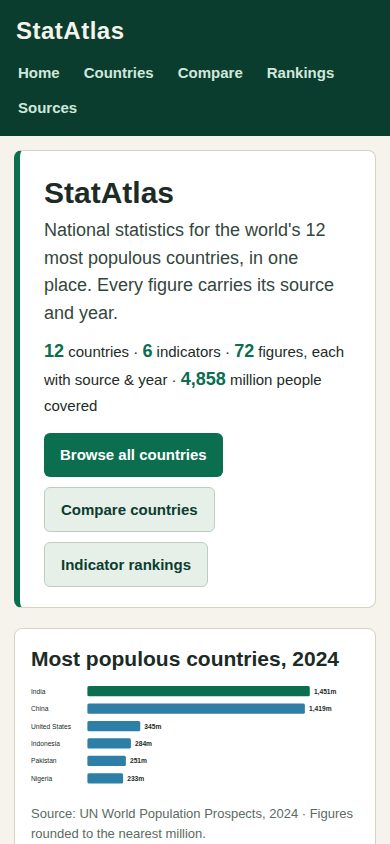 StatAtlas
Home Countries Compare Rankings
Sources
StatAtlas
National statistics for the world's 12
most populous countries, in one
place. Every figure carries its source
and year.
12 countries · 6 indicators · 72 figures, each
with source & year · 4,858 million people
covered
Browse all countries
Compare countries
Indicator rankings
Most populous countries, 2024
India 1,451m
China 1,419m
United States 345m
Indonesia 284m
Pakistan 251m
Nigeria 233m
Source: UN World Population Prospects, 2024 · Figures
rounded to the nearest million.